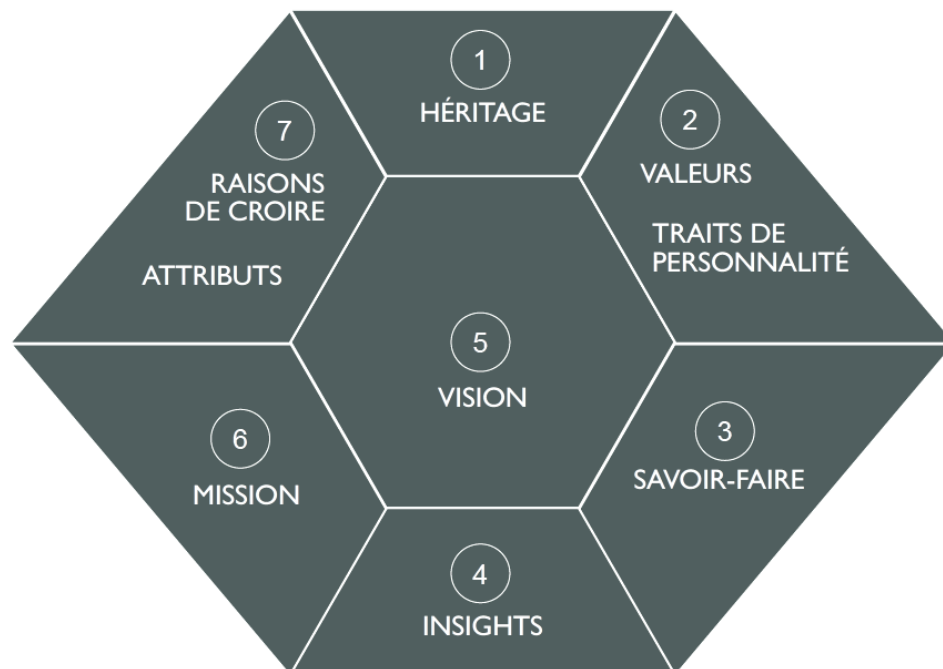 1
HÉRITAGE
2
VALEURS
TRAITS DE
PERSONNALITÉ
3
SAVOIR-FAIRE
4
INSIGHTS
5
VISION
6
MISSION
7
RAISONS
DE CROIRE
ATTRIBUTS